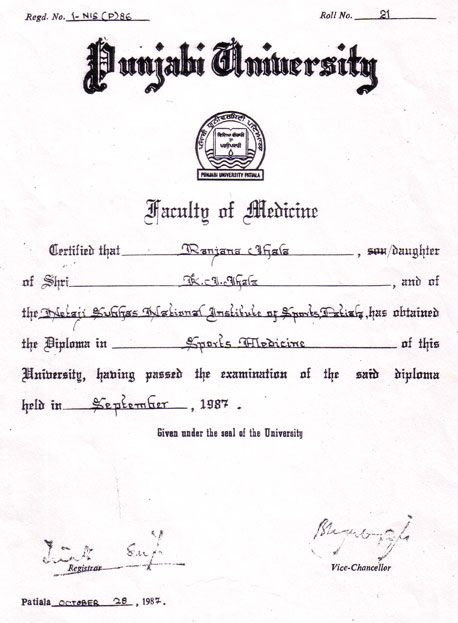 Regd. No. 1-NIS(P)86 Roll No. 21
Punjabi University
PUNJABI UNIVERSITY PATIALA
Faculty of Medicine
Certified that Ranjana Jhala, son/daughter
of Shri K.L. Jhala, and of
the Netaji Subhas National Institute of Sports Patiala, has obtained
the Diploma in Sports Medicine of this
University, having passed the examination of the said diploma
held in September, 1987.
Given under the seal of the University
Registrar Vice-Chancellor
Patiala OCTOBER 28, 1987.